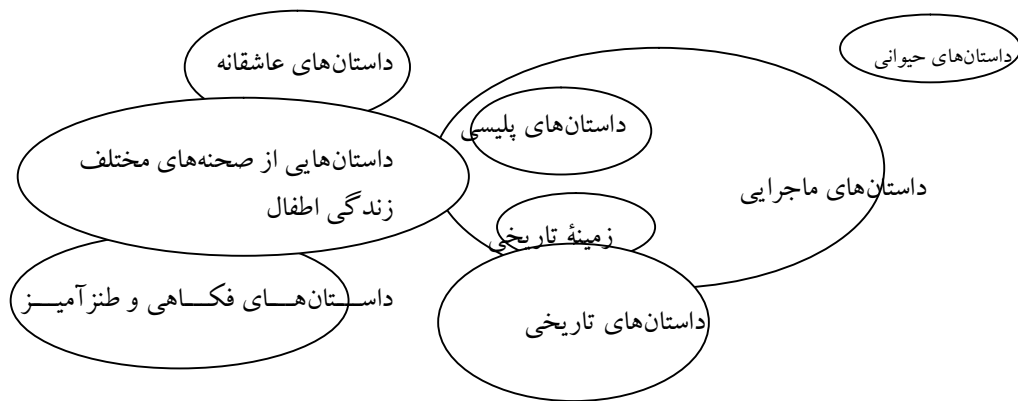 داستان‌های حیوانی
داستان‌های عاشقانه
داستان‌های پلیسی
داستان‌هایی از صحنه‌های مختلف
زندگی اطفال
داستان‌های ماجرایی
زمینهٔ تاریخی
داستان‌های فکاهی و طنزآمیز
داستان‌های تاریخی